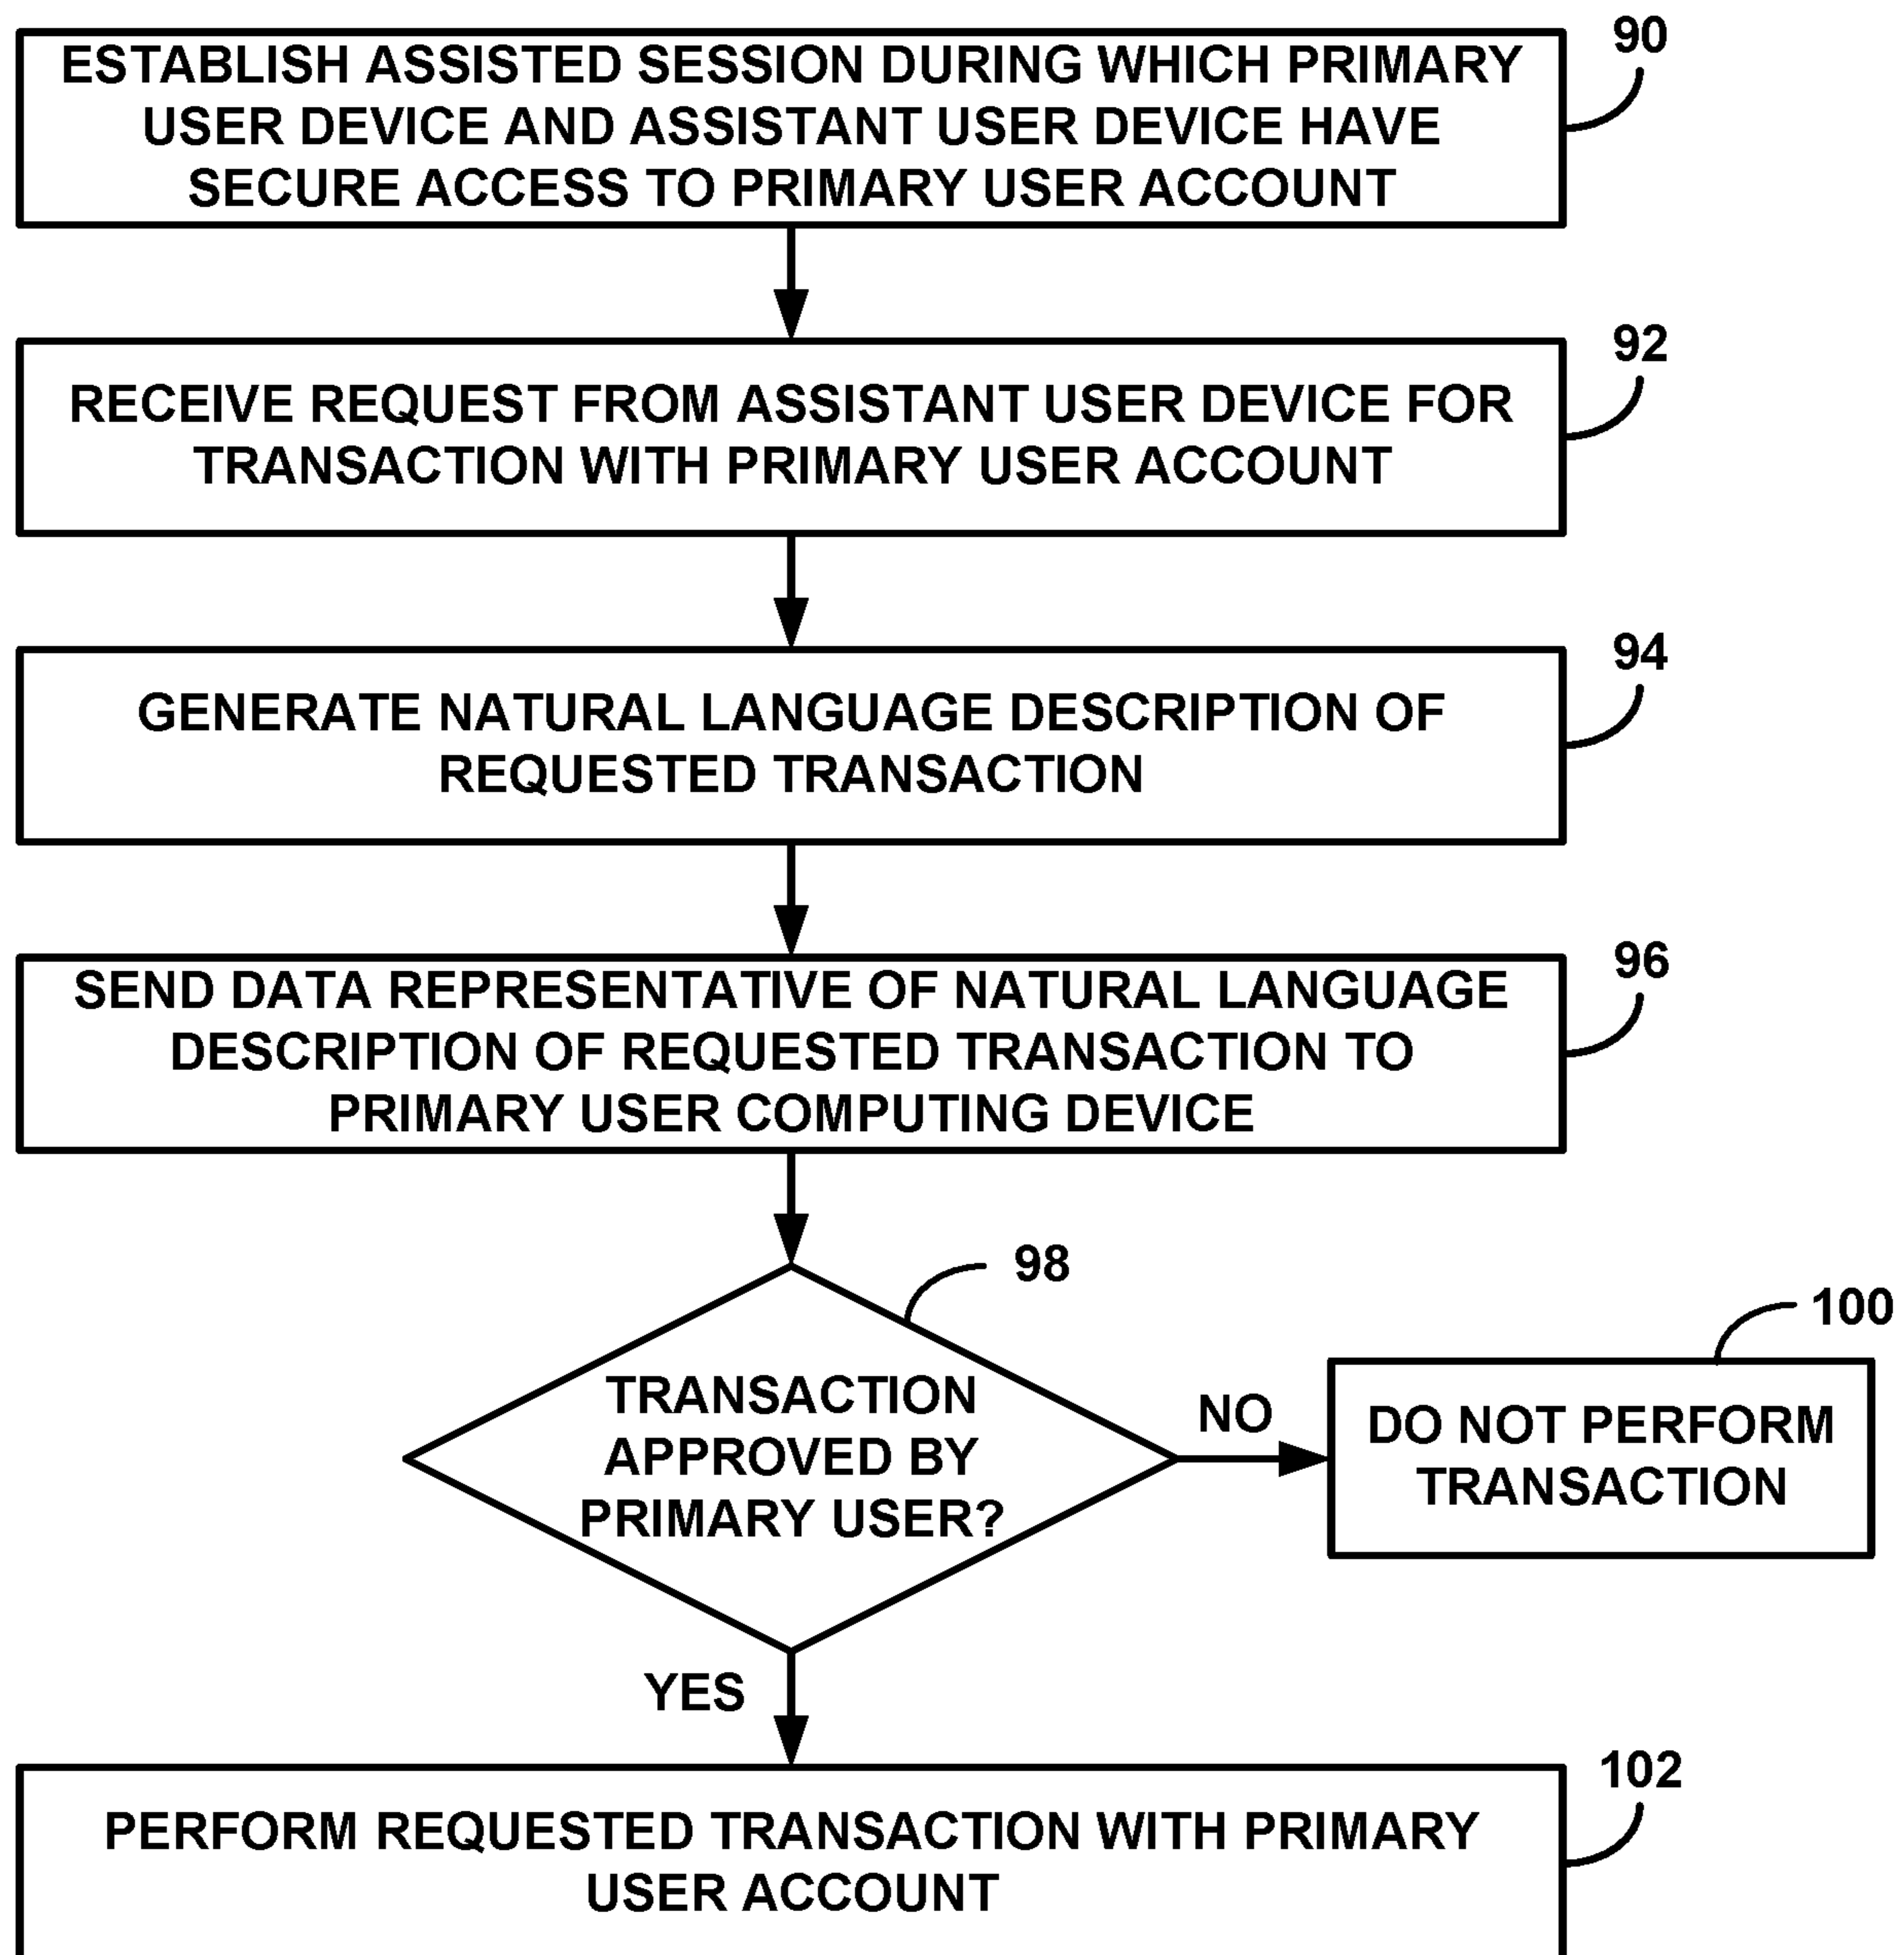 90
ESTABLISH ASSISTED SESSION DURING WHICH PRIMARY
USER DEVICE AND ASSISTANT USER DEVICE HAVE
SECURE ACCESS TO PRIMARY USER ACCOUNT
92
RECEIVE REQUEST FROM ASSISTANT USER DEVICE FOR
TRANSACTION WITH PRIMARY USER ACCOUNT
94
GENERATE NATURAL LANGUAGE DESCRIPTION OF
REQUESTED TRANSACTION
96
SEND DATA REPRESENTATIVE OF NATURAL LANGUAGE
DESCRIPTION OF REQUESTED TRANSACTION TO
PRIMARY USER COMPUTING DEVICE
98
TRANSACTION
APPROVED BY
PRIMARY USER?
NO
100
DO NOT PERFORM
TRANSACTION
YES
102
PERFORM REQUESTED TRANSACTION WITH PRIMARY
USER ACCOUNT